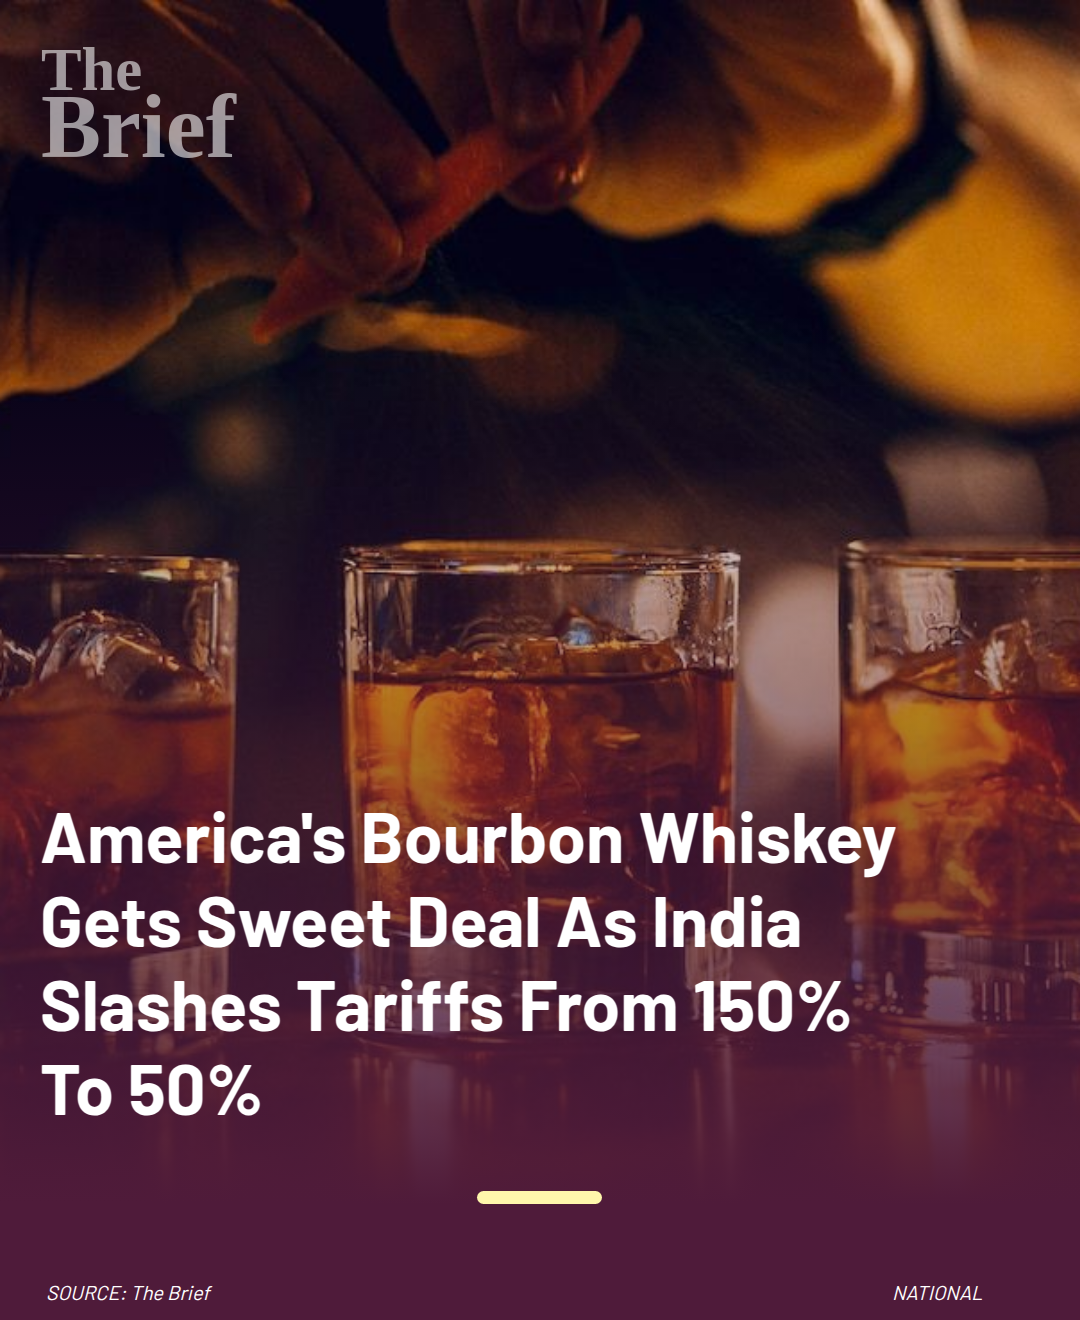 The
Brief
America's Bourbon Whiskey
Gets Sweet Deal As India
Slashes Tariffs From 150%
To 50%
SOURCE: The Brief
NATIONAL